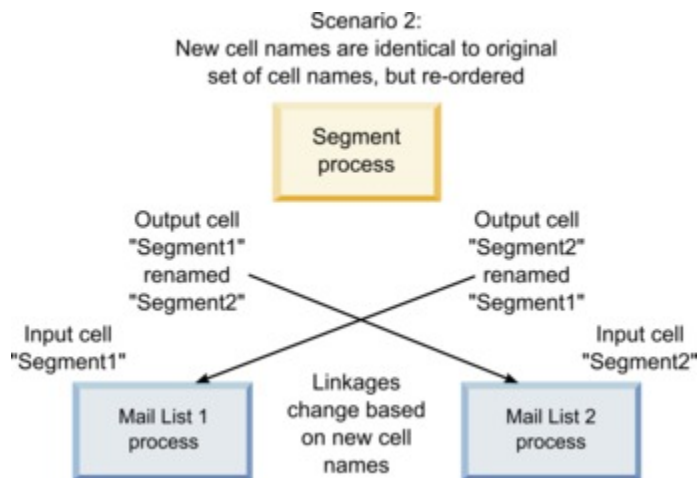 Scenario 2:
New cell names are identical to original
set of cell names, but re-ordered
Segment
process
Output cell
"Segment1"
renamed
"Segment2"
Output cell
"Segment2"
renamed
"Segment1"
Input cell
"Segment1"
Input cell
"Segment2"
Mail List 1
process
Linkages
change based
on new cell
names
Mail List 2
process